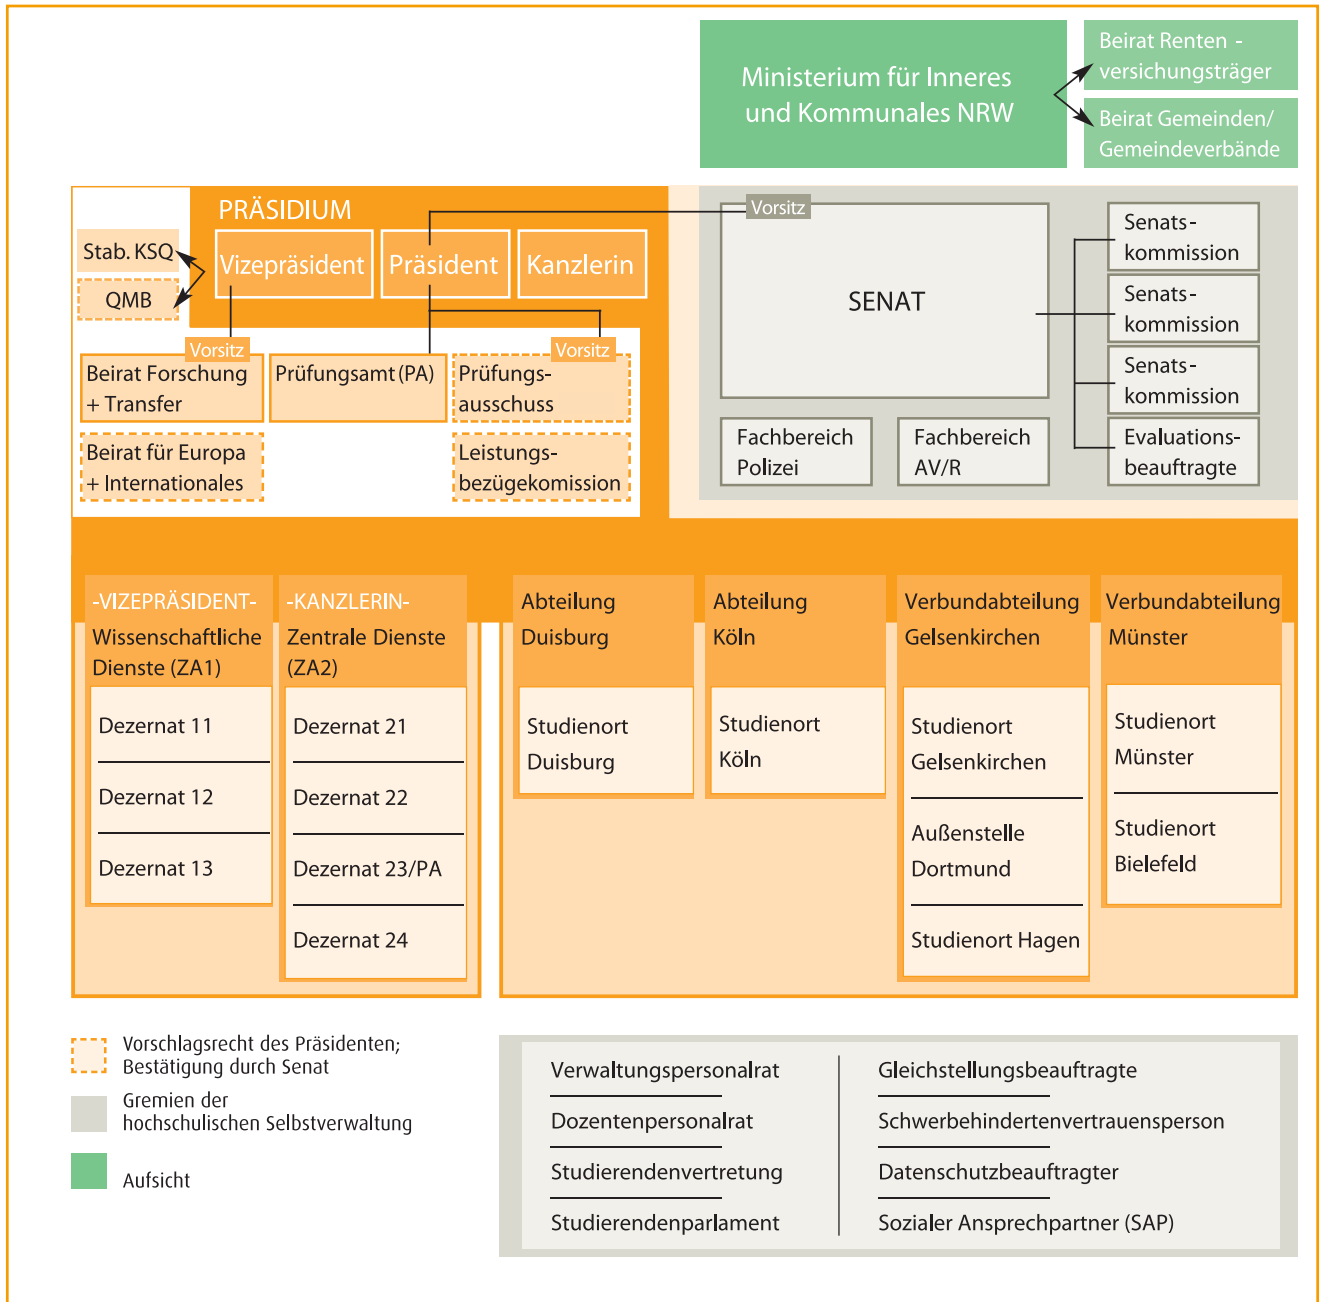 Ministerium für Inneres
und Kommunales NRW
Beirat Renten -
versichungsträger
Beirat Gemeinden/
Gemeindeverbände
PRÄSIDIUM
Stab. KSQ
QMB
Vizepräsident
Präsident
Kanzlerin
Vorsitz
Beirat Forschung
+ Transfer
Prüfungsamt (PA)
Vorsitz
Prüfungs-
ausschuss
Beirat für Europa
+ Internationales
Leistungs-
bezügekomission
Vorsitz
SENAT
Senats-
kommission
Senats-
kommission
Senats-
kommission
Evaluations-
beauftragte
Fachbereich
Polizei
Fachbereich
AV/R
-VIZEPRÄSIDENT-
Wissenschaftliche
Dienste (ZA1)
Dezernat 11
Dezernat 12
Dezernat 13
-KANZLERIN-
Zentrale Dienste
(ZA2)
Dezernat 21
Dezernat 22
Dezernat 23/PA
Dezernat 24
Abteilung
Duisburg
Studienort
Duisburg
Abteilung
Köln
Studienort
Köln
Verbundabteilung
Gelsenkirchen
Studienort
Gelsenkirchen
Außenstelle
Dortmund
Studienort Hagen
Verbundabteilung
Münster
Studienort
Münster
Studienort
Bielefeld
Vorschlagsrecht des Präsidenten;
Bestätigung durch Senat
Gremien der
hochschulischen Selbstverwaltung
Aufsicht
Verwaltungspersonalrat
Dozentenpersonalrat
Studierendenvertretung
Studierendenparlament
Gleichstellungsbeauftragte
Schwerbehindertenvertrauensperson
Datenschutzbeauftragter
Sozialer Ansprechpartner (SAP)